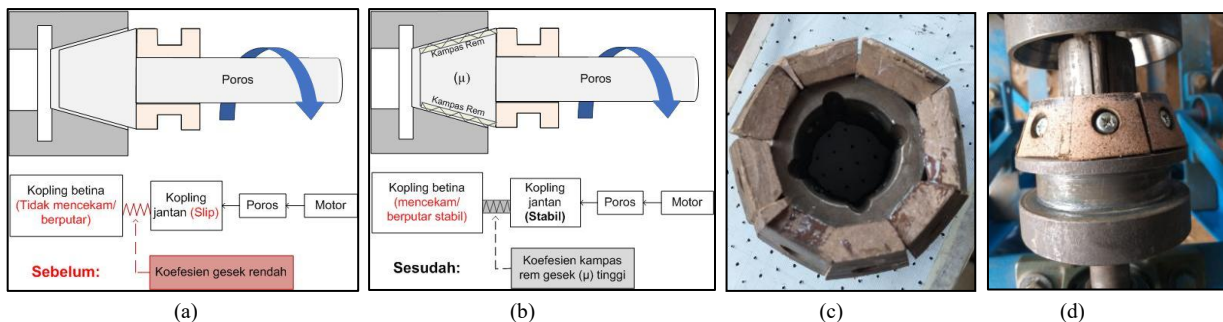 Poros
Kopling betina
(Tidak mencekam/
berputar)
Kopling
jantan (Slip)
Poros
Motor
Sebelum:
Koefesien gesek rendah
(a)
Kampas Rem
(μ)
Poros
Kampas Rem
Kopling betina
(mencekam/
berputar stabil)
Kopling
jantan
(Stabil)
Poros
Motor
Sesudah:
Koefesien kampas
rem gesek (μ) tinggi
(b)
(c)
(d)